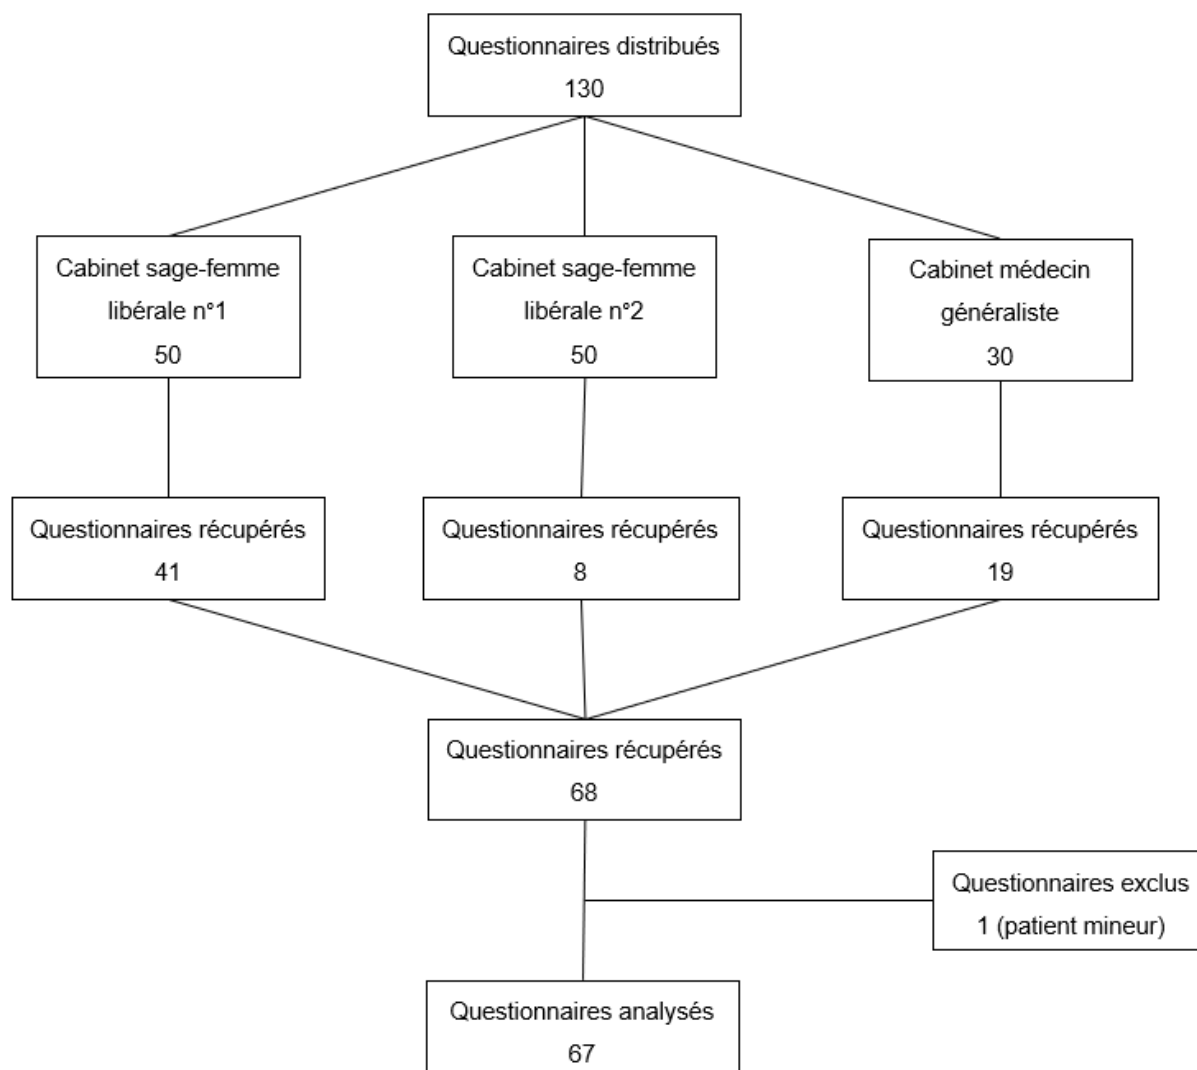 Questionnaires distribués
130
Cabinet sage-femme
libérale n°1
50
Cabinet sage-femme
libérale n°2
50
Cabinet médecin
généraliste
30
Questionnaires récupérés
41
Questionnaires récupérés
8
Questionnaires récupérés
19
Questionnaires récupérés
68
Questionnaires exclus
1 (patient mineur)
Questionnaires analysés
67